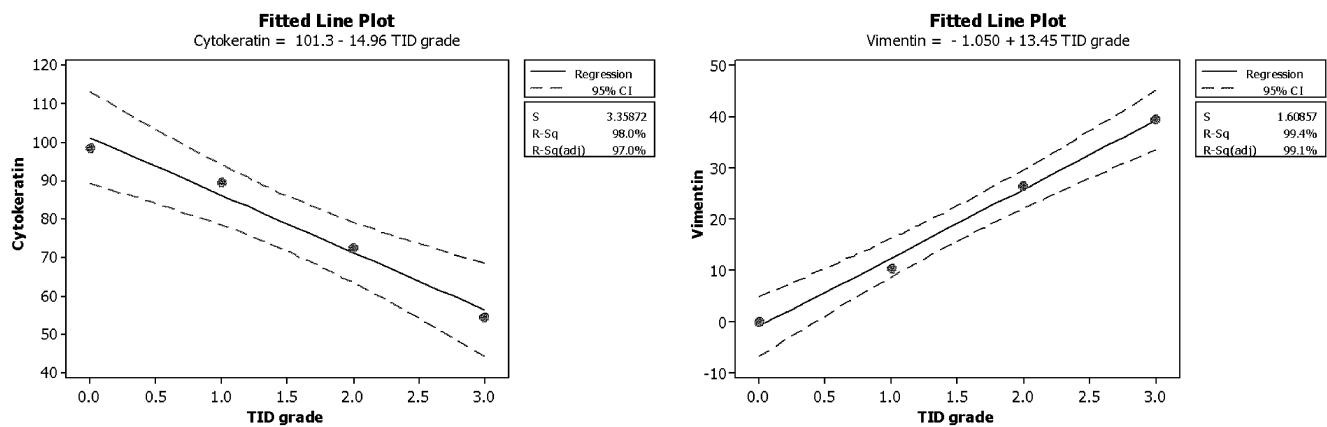 Fitted Line Plot
Cytokeratin = 101.3 - 14.96 TID grade
120
110
100
90
80
70
60
50
40
Cytokeratin
0.0 0.5 1.0 1.5 2.0 2.5 3.0
TID grade
Regression
95% CI
S 3.35872
R-Sq 98.0%
R-Sq(adj) 97.0%
Fitted Line Plot
Vimentin = - 1.050 + 13.45 TID grade
50
40
30
20
10
0
-10
Vimentin
0.0 0.5 1.0 1.5 2.0 2.5 3.0
TID grade
Regression
95% CI
S 1.60857
R-Sq 99.4%
R-Sq(adj) 99.1%